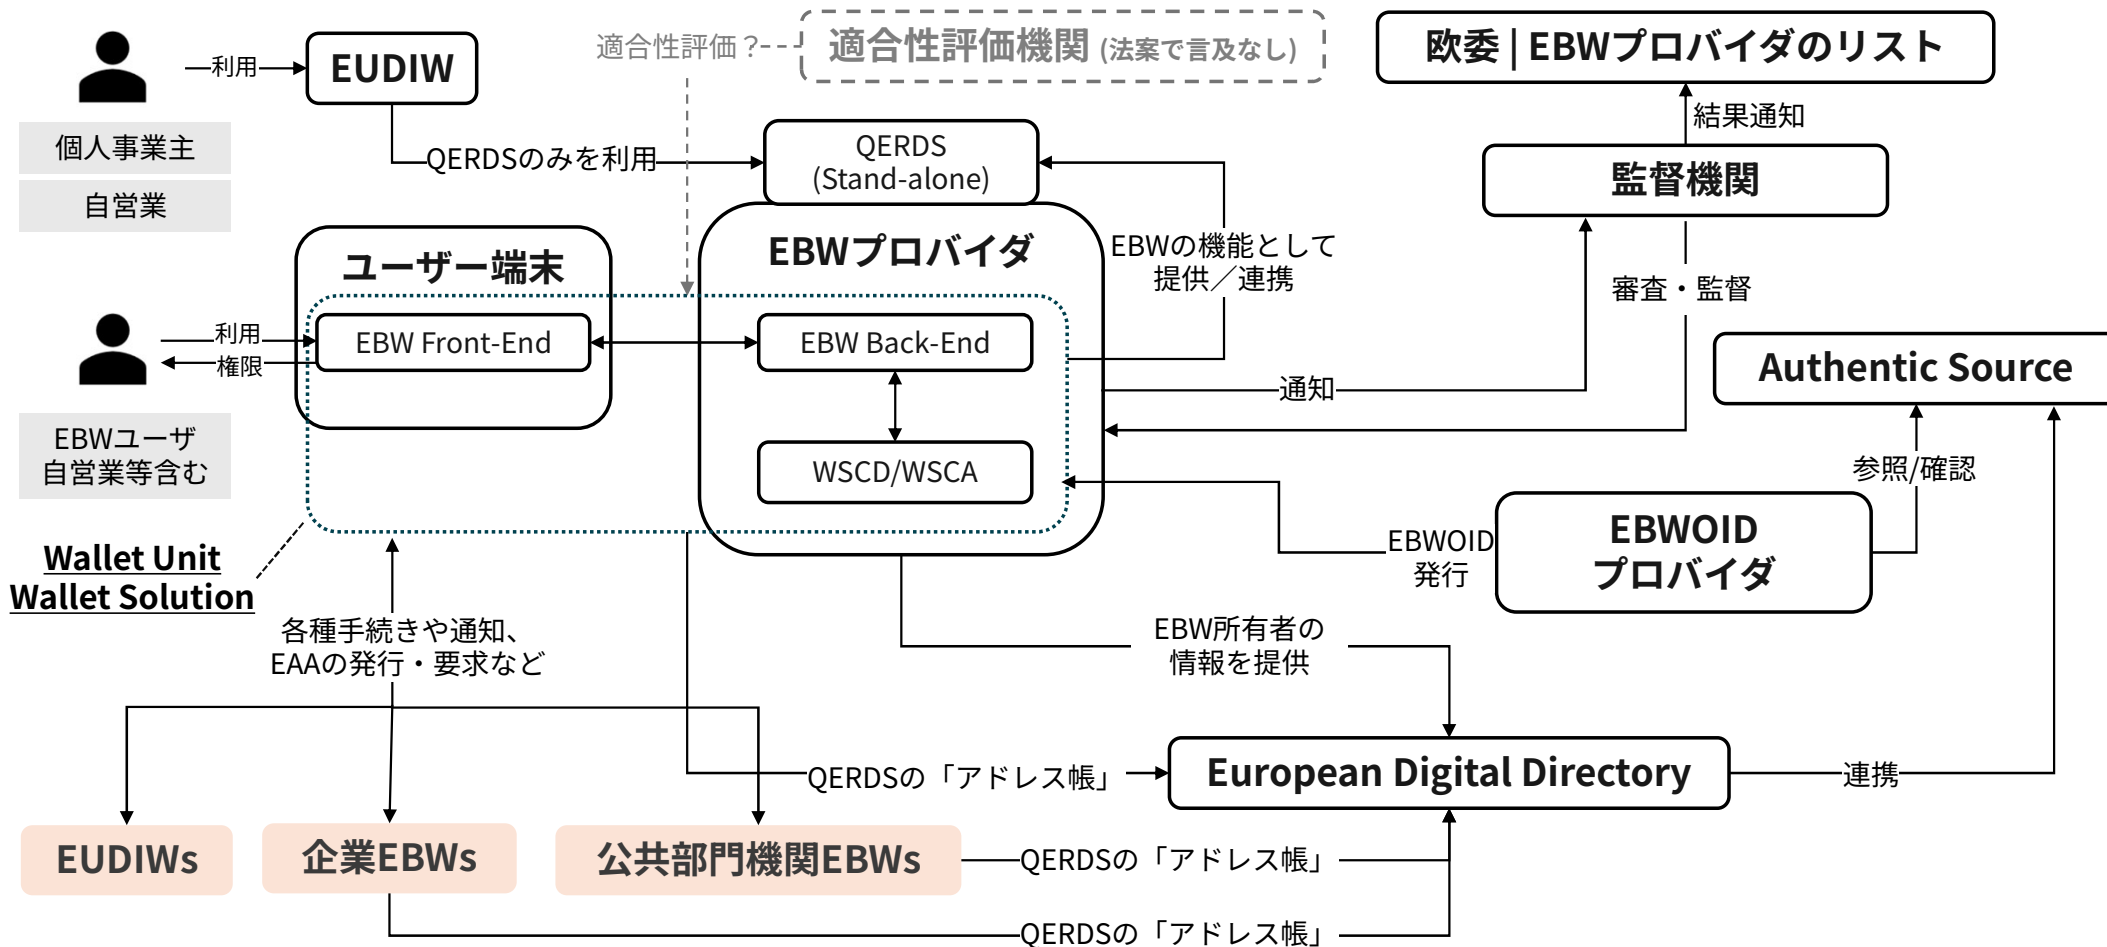 適合性評価？
適合性評価機関 (法案で言及なし)
欧委 | EBWプロバイダのリスト
利用
EUDIW
結果通知
個人事業主
自営業
QERDSのみを利用
QERDS
(Stand-alone)
監督機関
ユーザー端末
EBWプロバイダ
EBWの機能として
提供／連携
審査・監督
利用
権限
EBW Front-End
EBW Back-End
Authentic Source
通知
EBWユーザ
自営業等含む
WSCD/WSCA
参照/確認
Wallet Unit
Wallet Solution
EBWOID
発行
EBWOID
プロバイダ
各種手続きや通知、
EAAの発行・要求など
EBW所有者の
情報を提供
QERDSの「アドレス帳」
European Digital Directory
連携
EUDIWs
企業EBWs
公共部門機関EBWs
QERDSの「アドレス帳」
QERDSの「アドレス帳」